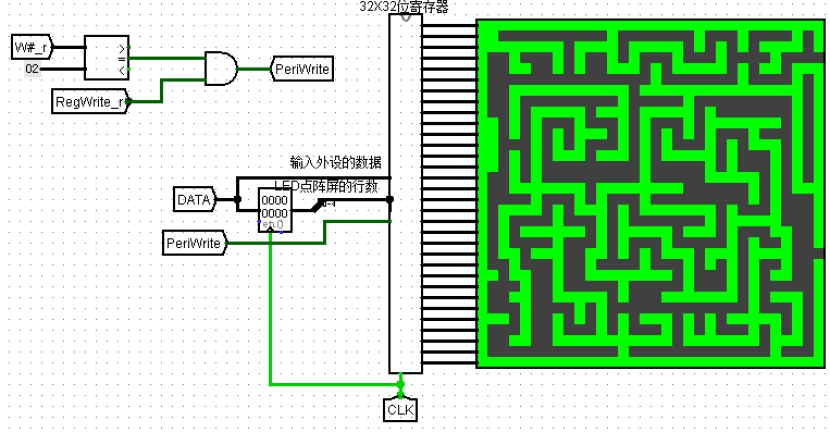 32X32位寄存器
W#_r
>
=
<
02
PeriWrite
RegWrite_r
输入外设的数据
LED点阵屏的行数
DATA
0000
0000
en0
0-4
PeriWrite
CLK